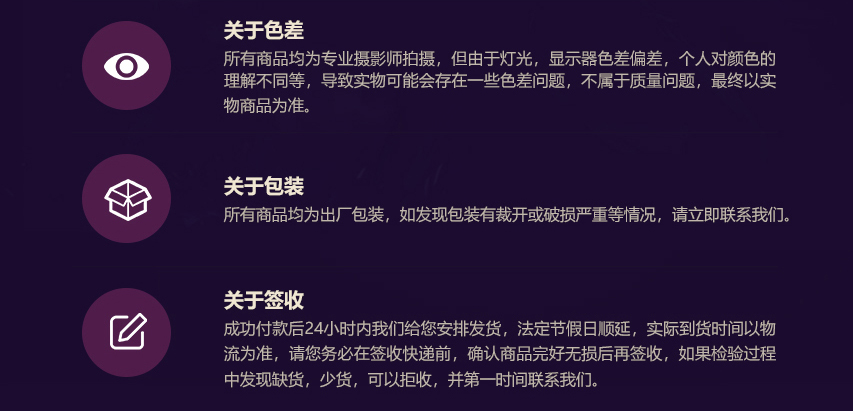 关于色差
所有商品均为专业摄影师拍摄，但由于灯光，显示器色差偏差，个人对颜色的
理解不同等，导致实物可能会存在一些色差问题，不属于质量问题，最终以实
物商品为准。
关于包装
所有商品均为出厂包装，如发现包装有裁开或破损严重等情况，请立即联系我们。
关于签收
成功付款后24小时内我们给您安排发货，法定节假日顺延，实际到货时间以物
流为准，请您务必在签收快递前，确认商品完好无损后再签收，如果检验过程
中发现缺货，少货，可以拒收，并第一时间联系我们。